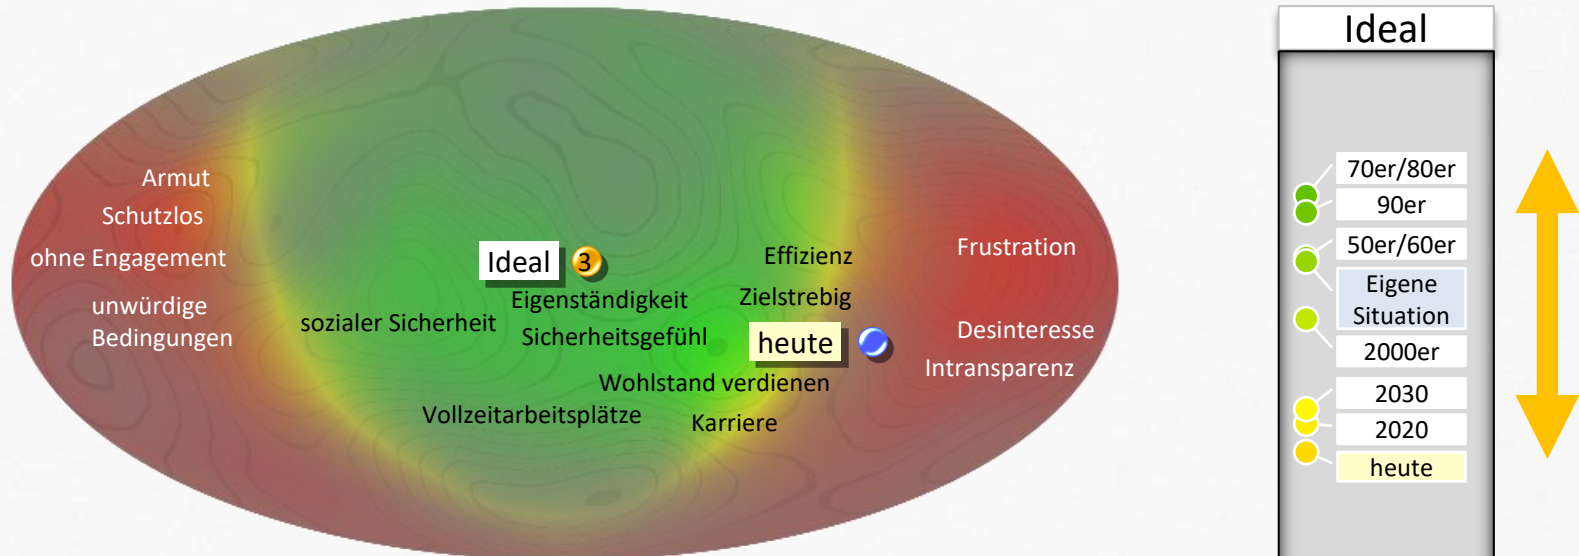 Armut
Schutzlos
ohne Engagement
unwürdige
Bedingungen
Ideal
3
Eigenständigkeit
sozialer Sicherheit
Sicherheitsgefühl
Effizienz
Zielstrebig
heute
Wohlstand verdienen
Vollzeitarbeitsplätze
Karriere
Frustration
Desinteresse
Intransparenz
Ideal
70er/80er
90er
50er/60er
Eigene
Situation
2000er
2030
2020
heute